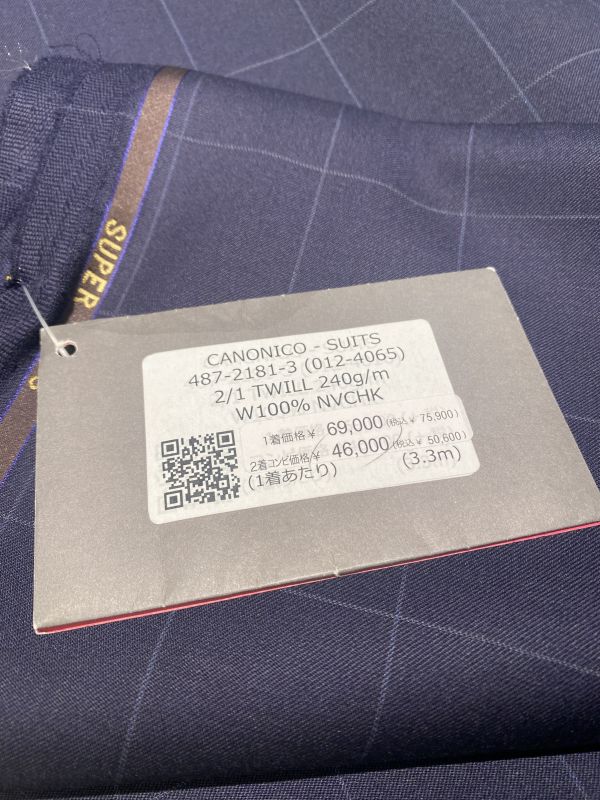 SUPER
CANONICO - SUITS
487-2181-3 (012-4065)
2/1 TWILL 240g/m
W100% NVCHK
1着価格¥ 69,000 (税込¥ 75,900)
2着コンビ価格¥ 46,000 (税込¥ 50,600)
(1着あたり) (3.3m)